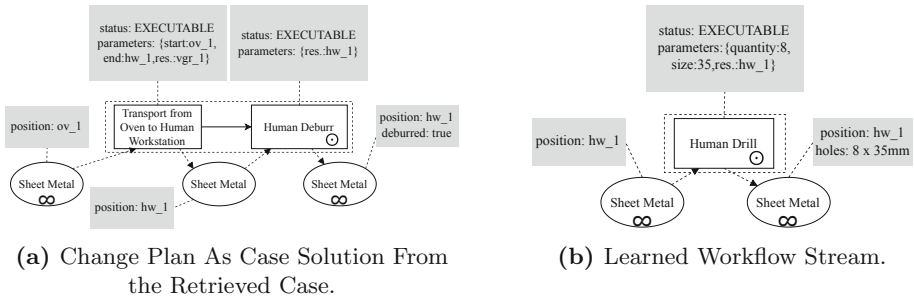 status: EXECUTABLE
parameters: {start:ov_1,
end:hw_1,res.:vgr_1}
status: EXECUTABLE
parameters: {res.:hw_1}
position: ov_1
Transport from
Oven to Human
Workstation
Human Deburr
position: hw_1
deburred: true
Sheet Metal
∞
Sheet Metal
Sheet Metal
∞
position: hw_1
(a) Change Plan As Case Solution From
the Retrieved Case.
status: EXECUTABLE
parameters:{quantity:8,
size:35,res.:hw_1}
position: hw_1
Human Drill
position: hw_1
holes: 8 x 35mm
Sheet Metal
∞
Sheet Metal
∞
(b) Learned Workflow Stream.